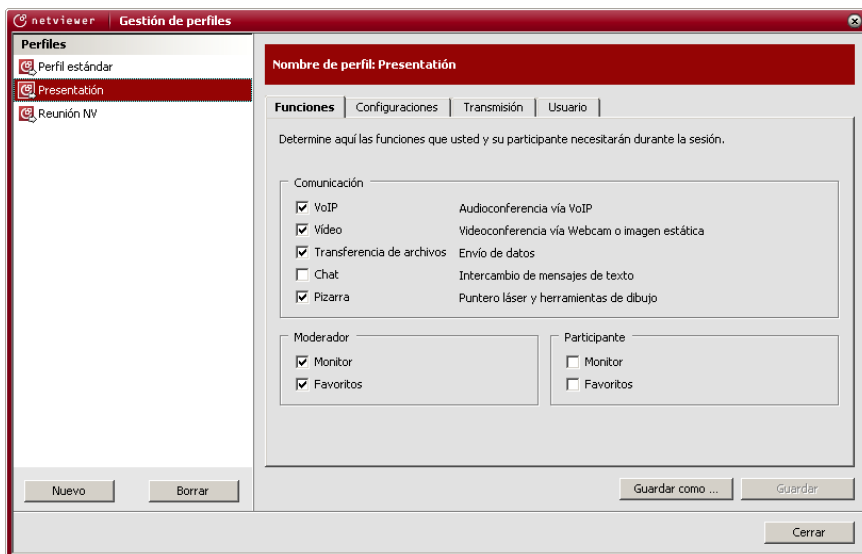 netviewer Gestión de perfiles
Perfiles
Perfil estándar
Presentatión
Reunión NV
Nuevo Borrar
Nombre de perfil: Presentatión
Funciones Configuraciones Transmisión Usuario
Determine aquí las funciones que usted y su participante necesitarán durante la sesión.
Comunicación
VoIP Audioconferencia vía VoIP
Vídeo Videoconferencia vía Webcam o imagen estática
Transferencia de archivos Envío de datos
Chat Intercambio de mensajes de texto
Pizarra Puntero láser y herramientas de dibujo
Moderador Participante
Monitor Monitor
Favoritos Favoritos
Guardar como ... Guardar
Cerrar